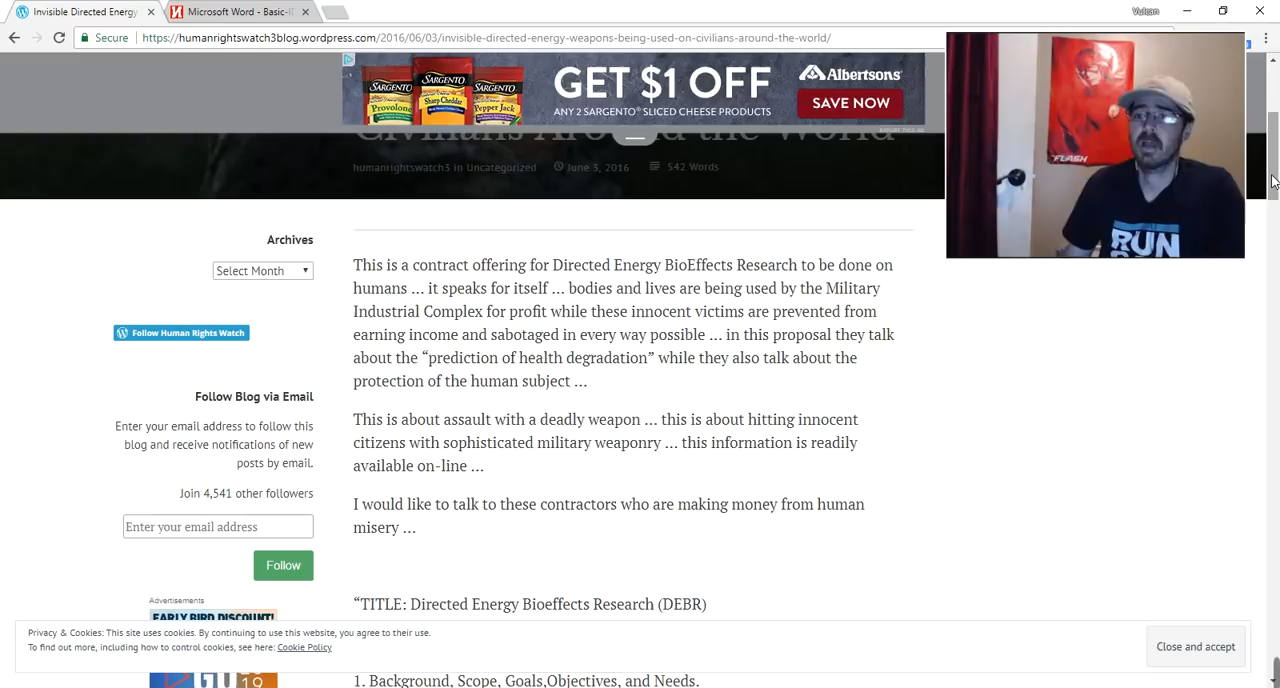 Invisible Directed Energy
Microsoft Word - Basic-I
Vulcan
Secure
https://humanrightswatch3blog.wordpress.com/2016/06/03/invisible-directed-energy-weapons-being-used-on-civilians-around-the-world/
SARGENTO Provolone
SARGENTO Sharp Cheddar
SARGENTO Pepper Jack
GET $1 OFF
ANY 2 SARGENTO® SLICED CHEESE PRODUCTS
Albertsons
SAVE NOW
Civilians Around the World
humanrightswatch3 in Uncategorized June 3, 2016 542 Words
FLASH
RUN
Archives
Select Month
Follow Human Rights Watch
Follow Blog via Email
Enter your email address to follow this
blog and receive notifications of new
posts by email.
Join 4,541 other followers
Enter your email address
Follow
Advertisements
EARLY BIRD DISCOUNT!
This is a contract offering for Directed Energy BioEffects Research to be done on
humans … it speaks for itself … bodies and lives are being used by the Military
Industrial Complex for profit while these innocent victims are prevented from
earning income and sabotaged in every way possible … in this proposal they talk
about the “prediction of health degradation” while they also talk about the
protection of the human subject …
This is about assault with a deadly weapon … this is about hitting innocent
citizens with sophisticated military weaponry … this information is readily
available on-line …
I would like to talk to these contractors who are making money from human
misery …
“TITLE: Directed Energy Bioeffects Research (DEBR)
Privacy & Cookies: This site uses cookies. By continuing to use this website, you agree to their use.
To find out more, including how to control cookies, see here: Cookie Policy
Close and accept
1. Background, Scope, Goals,Objectives, and Needs.